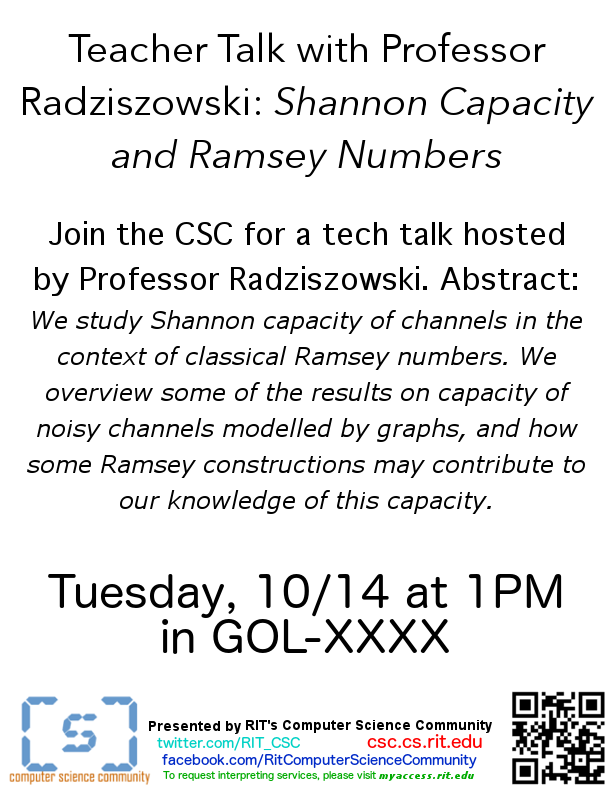 Teacher Talk with Professor
Radziszowski: Shannon Capacity
and Ramsey Numbers
Join the CSC for a tech talk hosted
by Professor Radziszowski. Abstract:
We study Shannon capacity of channels in the
context of classical Ramsey numbers. We
overview some of the results on capacity of
noisy channels modelled by graphs, and how
some Ramsey constructions may contribute to
our knowledge of this capacity.
Tuesday, 10/14 at 1PM
in GOL-XXXX
[s]
computer science community
Presented by RIT's Computer Science Community
twitter.com/RIT_CSC csc.cs.rit.edu
facebook.com/RitComputerScienceCommunity
To request interpreting services, please visit myaccess.rit.edu